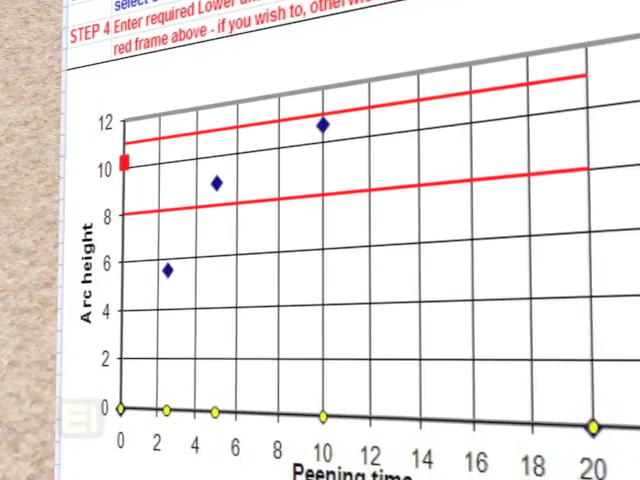 select
STEP 4 Enter required Lower
red frame above - if you wish to,
12
10
8
6
4
2
0
Arc height
0 2 4 6 8 10 12 14 16 18 20
Peening time
EI